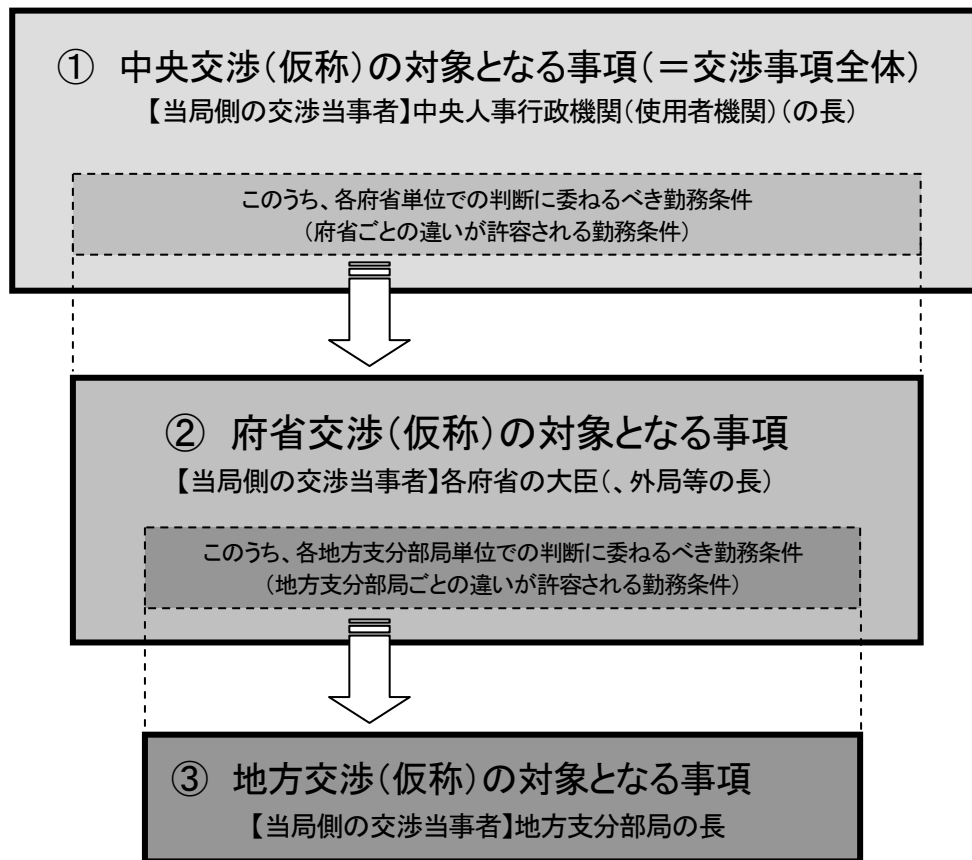 ① 中央交渉(仮称)の対象となる事項(=交渉事項全体)
【当局側の交渉当事者】中央人事行政機関(使用者機関)(の長)
このうち、各府省単位での判断に委ねるべき勤務条件
(府省ごとの違いが許容される勤務条件)
② 府省交渉(仮称)の対象となる事項
【当局側の交渉当事者】各府省の大臣(、外局等の長)
このうち、各地方支分部局単位での判断に委ねるべき勤務条件
(地方支分部局ごとの違いが許容される勤務条件)
③ 地方交渉(仮称)の対象となる事項
【当局側の交渉当事者】地方支分部局の長